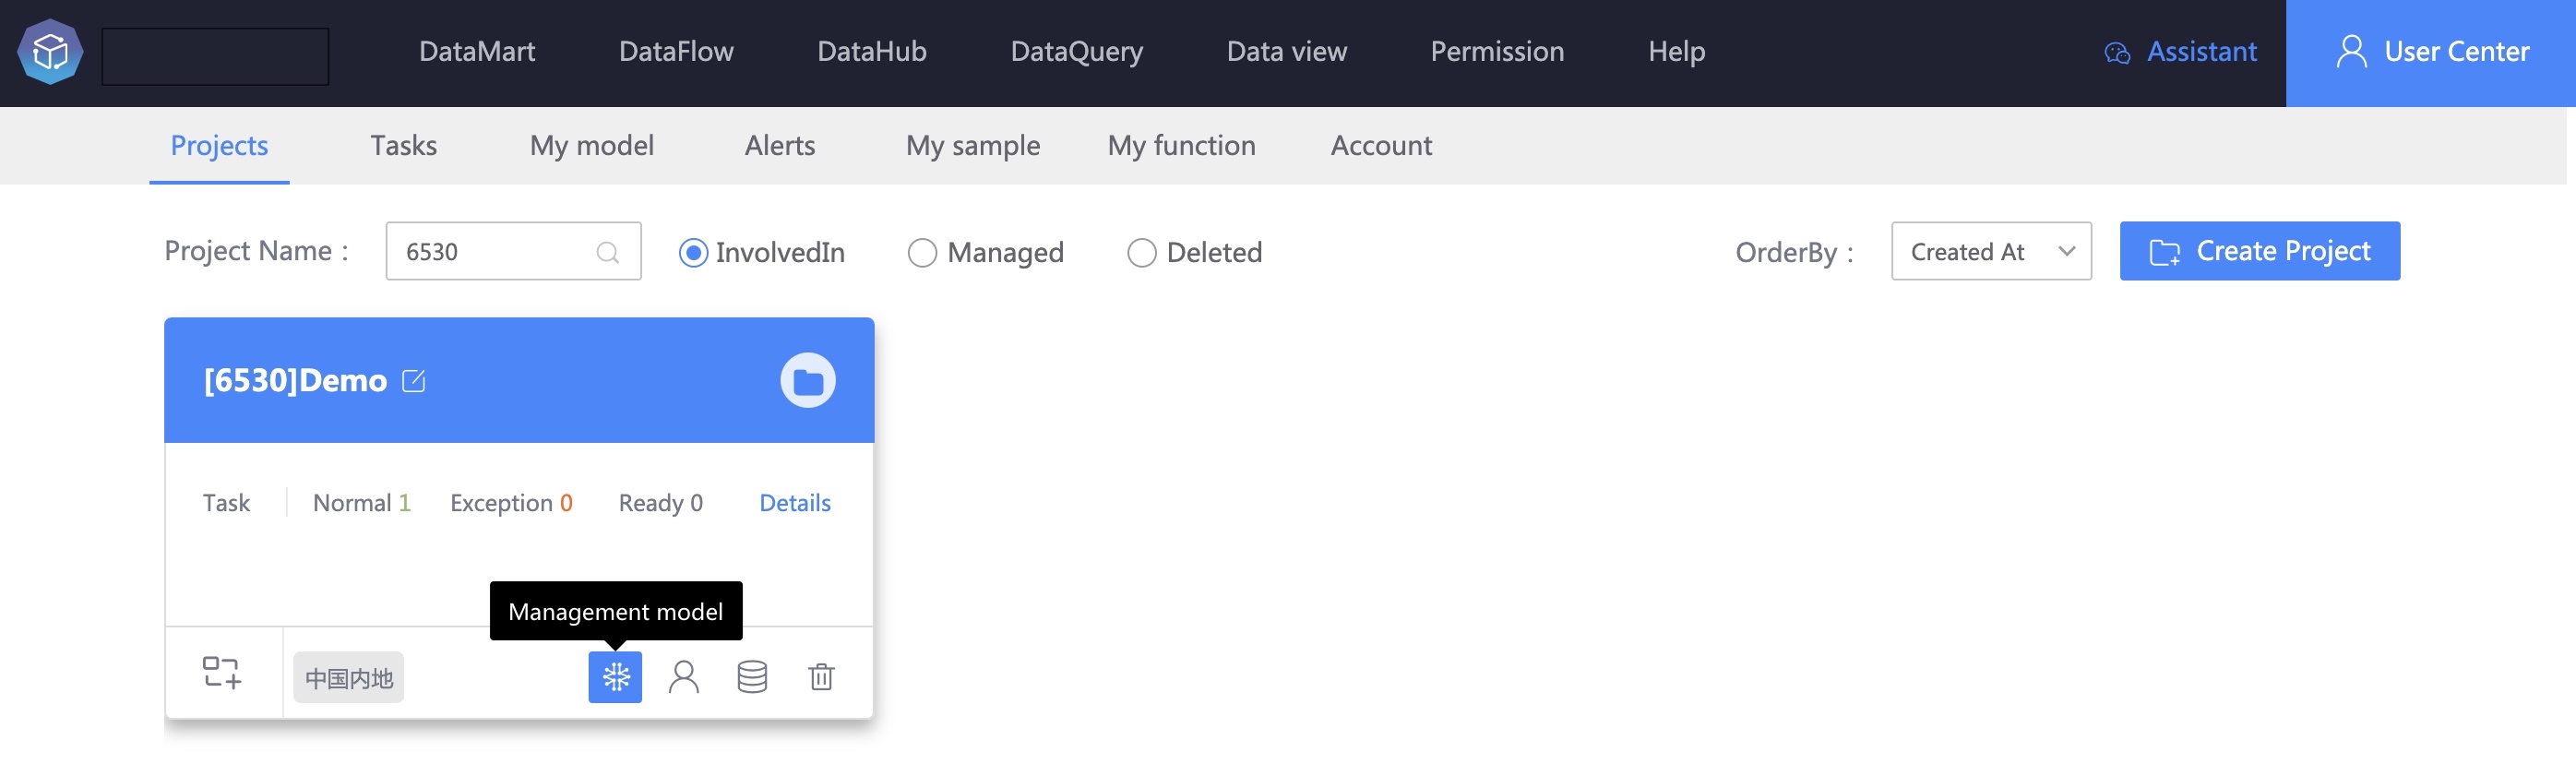 DataMart DataFlow DataHub DataQuery Data view Permission Help Assistant User Center
Projects Tasks My model Alerts My sample My function Account
Project Name : 6530 InvolvedIn Managed Deleted OrderBy : Created At Create Project
[6530]Demo
Task Normal 1 Exception 0 Ready 0 Details
Management model
中国内地